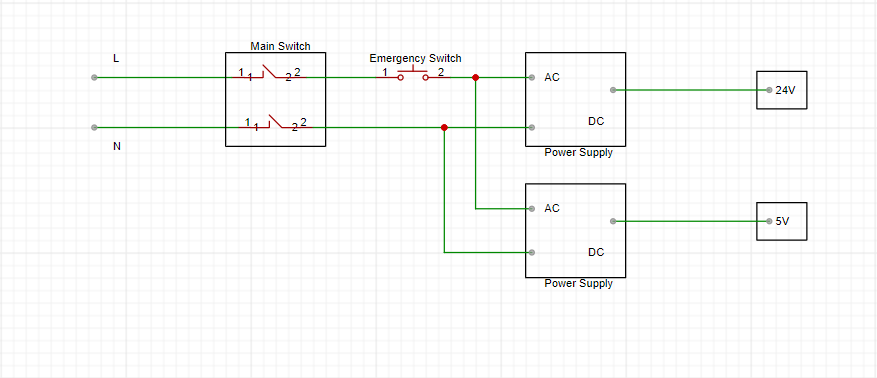 Main Switch
L
Emergency Switch
1 1 2 2
1 2
AC
24V
DC
1 1 2 2
N
Power Supply
AC
5V
DC
Power Supply